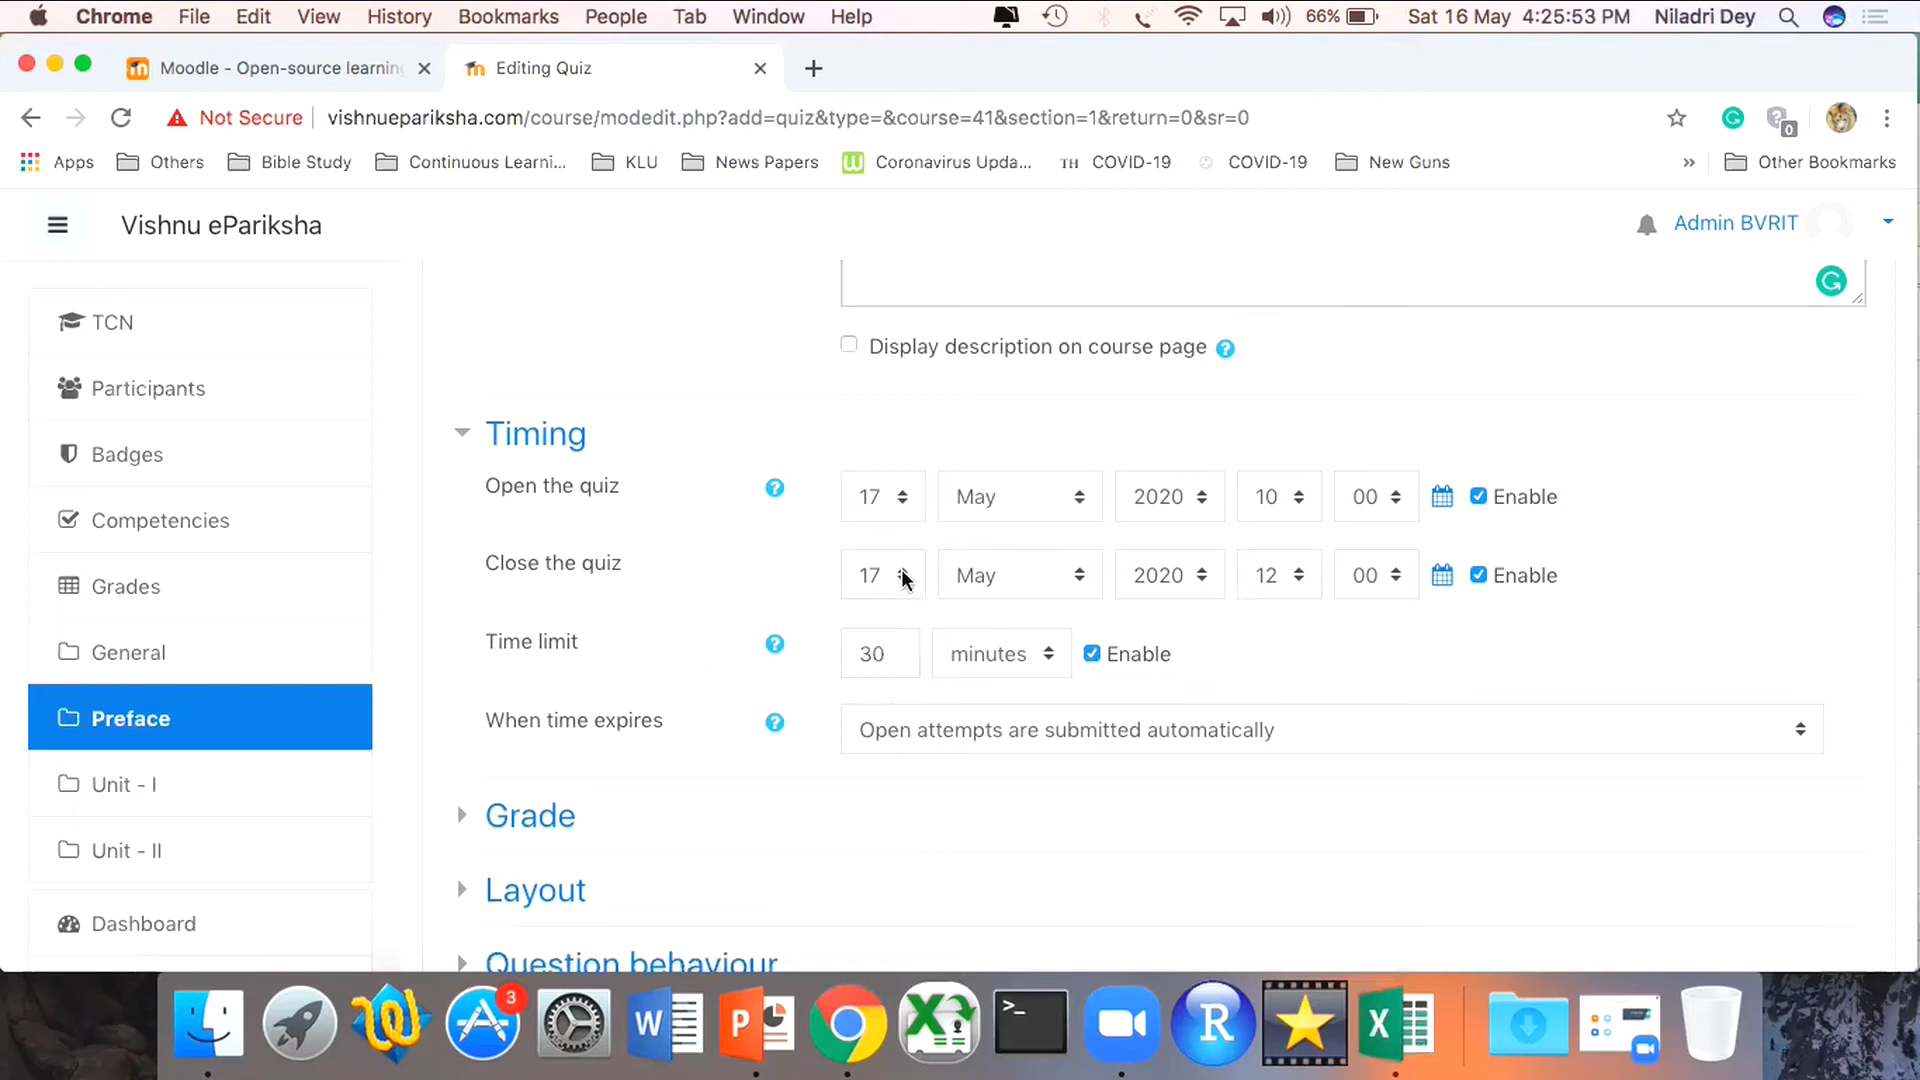 Chrome File Edit View History Bookmarks People Tab Window Help 66% Sat 16 May 4:25:53 PM Niladri Dey
Moodle - Open-source learning Editing Quiz
Not Secure vishnuepariksha.com/course/modedit.php?add=quiz&type=&course=41&section=1&return=0&sr=0 0
Apps Others Bible Study Continuous Learni... KLU News Papers Coronavirus Upda... TH COVID-19 COVID-19 New Guns » Other Bookmarks
Vishnu ePariksha Admin BVRIT
TCN
Participants
Badges
Competencies
Grades
General
Preface
Unit - I
Unit - II
Dashboard
Display description on course page ?
Timing
Open the quiz ? 17 May 2020 10 00 Enable
Close the quiz 17 May 2020 12 00 Enable
Time limit ? 30 minutes Enable
When time expires ? Open attempts are submitted automatically
Grade
Layout
Question behaviour
3 W P X >_ R X